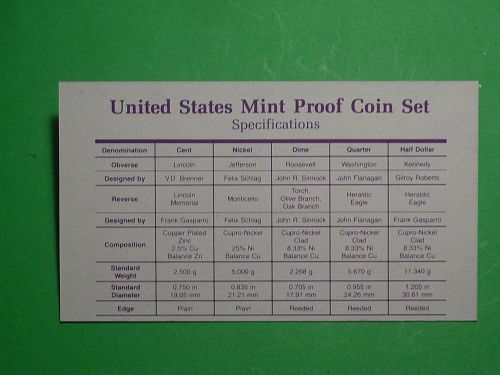 United States Mint Proof Coin Set
Specifications
Denomination Cent Nickel Dime Quarter Half Dollar
Obverse Lincoln Jefferson Roosevelt Washington Kennedy
Designed by V.D. Brenner Felix Schlag John R. Sinnock John Flanagan Gilroy Roberts
Reverse Lincoln Memorial Monticello Torch, Olive Branch, Oak Branch Heraldic Eagle Heraldic Eagle
Designed by Frank Gasparro Felix Schlag John R. Sinnock John Flanagan Frank Gasparro
Composition Copper Plated Zinc 2.5% Cu Balance Zn Cupro-Nickel 25% Ni Balance Cu Cupro-Nickel Clad 8.33% Ni Balance Cu Cupro-Nickel Clad 8.33% Ni Balance Cu Cupro-Nickel Clad 8.33% Ni Balance Cu
Standard Weight 2.500 g 5.000 g 2.268 g 5.670 g 11.340 g
Standard Diameter 0.750 in 19.05 mm 0.835 in 21.21 mm 0.705 in 17.91 mm 0.955 in 24.26 mm 1.205 in 30.61 mm
Edge Plain Plain Reeded Reeded Reeded